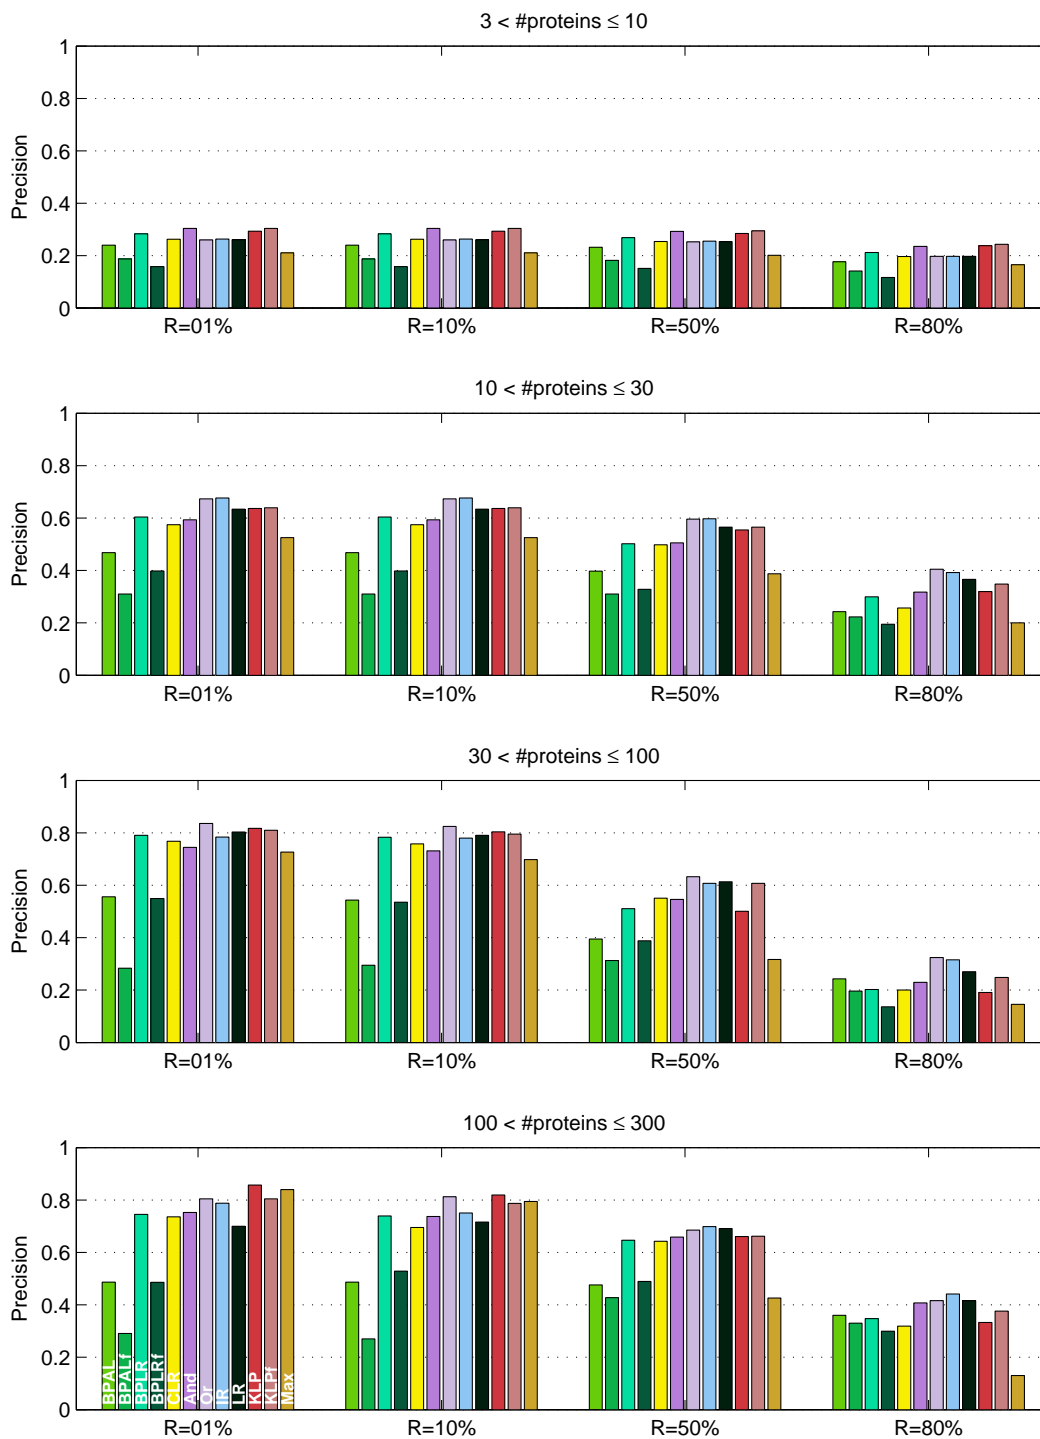 3 < #proteins ≤ 10
1
0.8
0.6
0.4
0.2
0
Precision
R=01% R=10% R=50% R=80%
10 < #proteins ≤ 30
1
0.8
0.6
0.4
0.2
0
Precision
R=01% R=10% R=50% R=80%
30 < #proteins ≤ 100
1
0.8
0.6
0.4
0.2
0
Precision
R=01% R=10% R=50% R=80%
100 < #proteins ≤ 300
1
0.8
0.6
0.4
0.2
0
Precision
BPAL
BPALf
BPLR
BPLRf
CLR
And
Or
IR
LR
KLP
KLPf
Max
R=01% R=10% R=50% R=80%